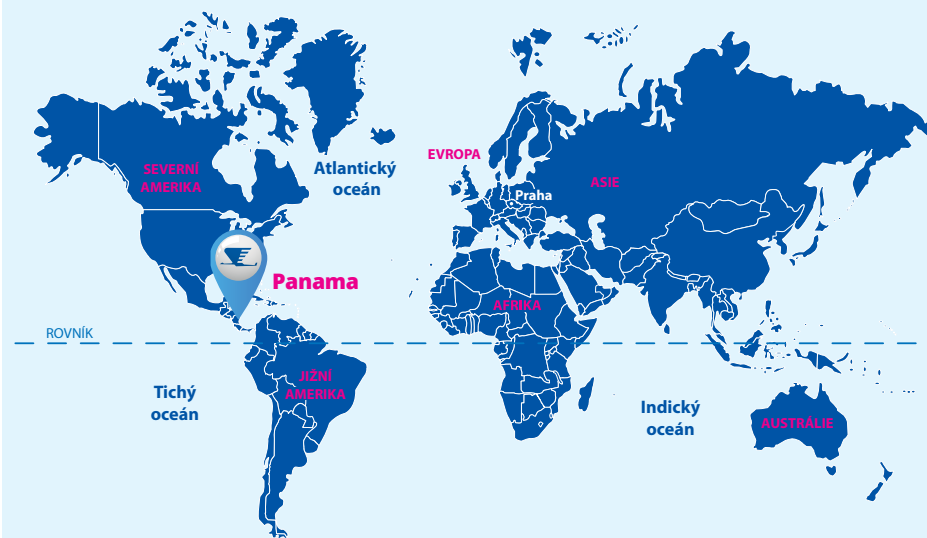 EVROPA
Atlantický
oceán
SEVERNÍ
AMERIKA
ASIE
Praha
Panama
AFRIKA
ROVNÍK
JIŽNÍ
AMERIKA
Tichý
oceán
Indický
oceán
AUSTRÁLIE